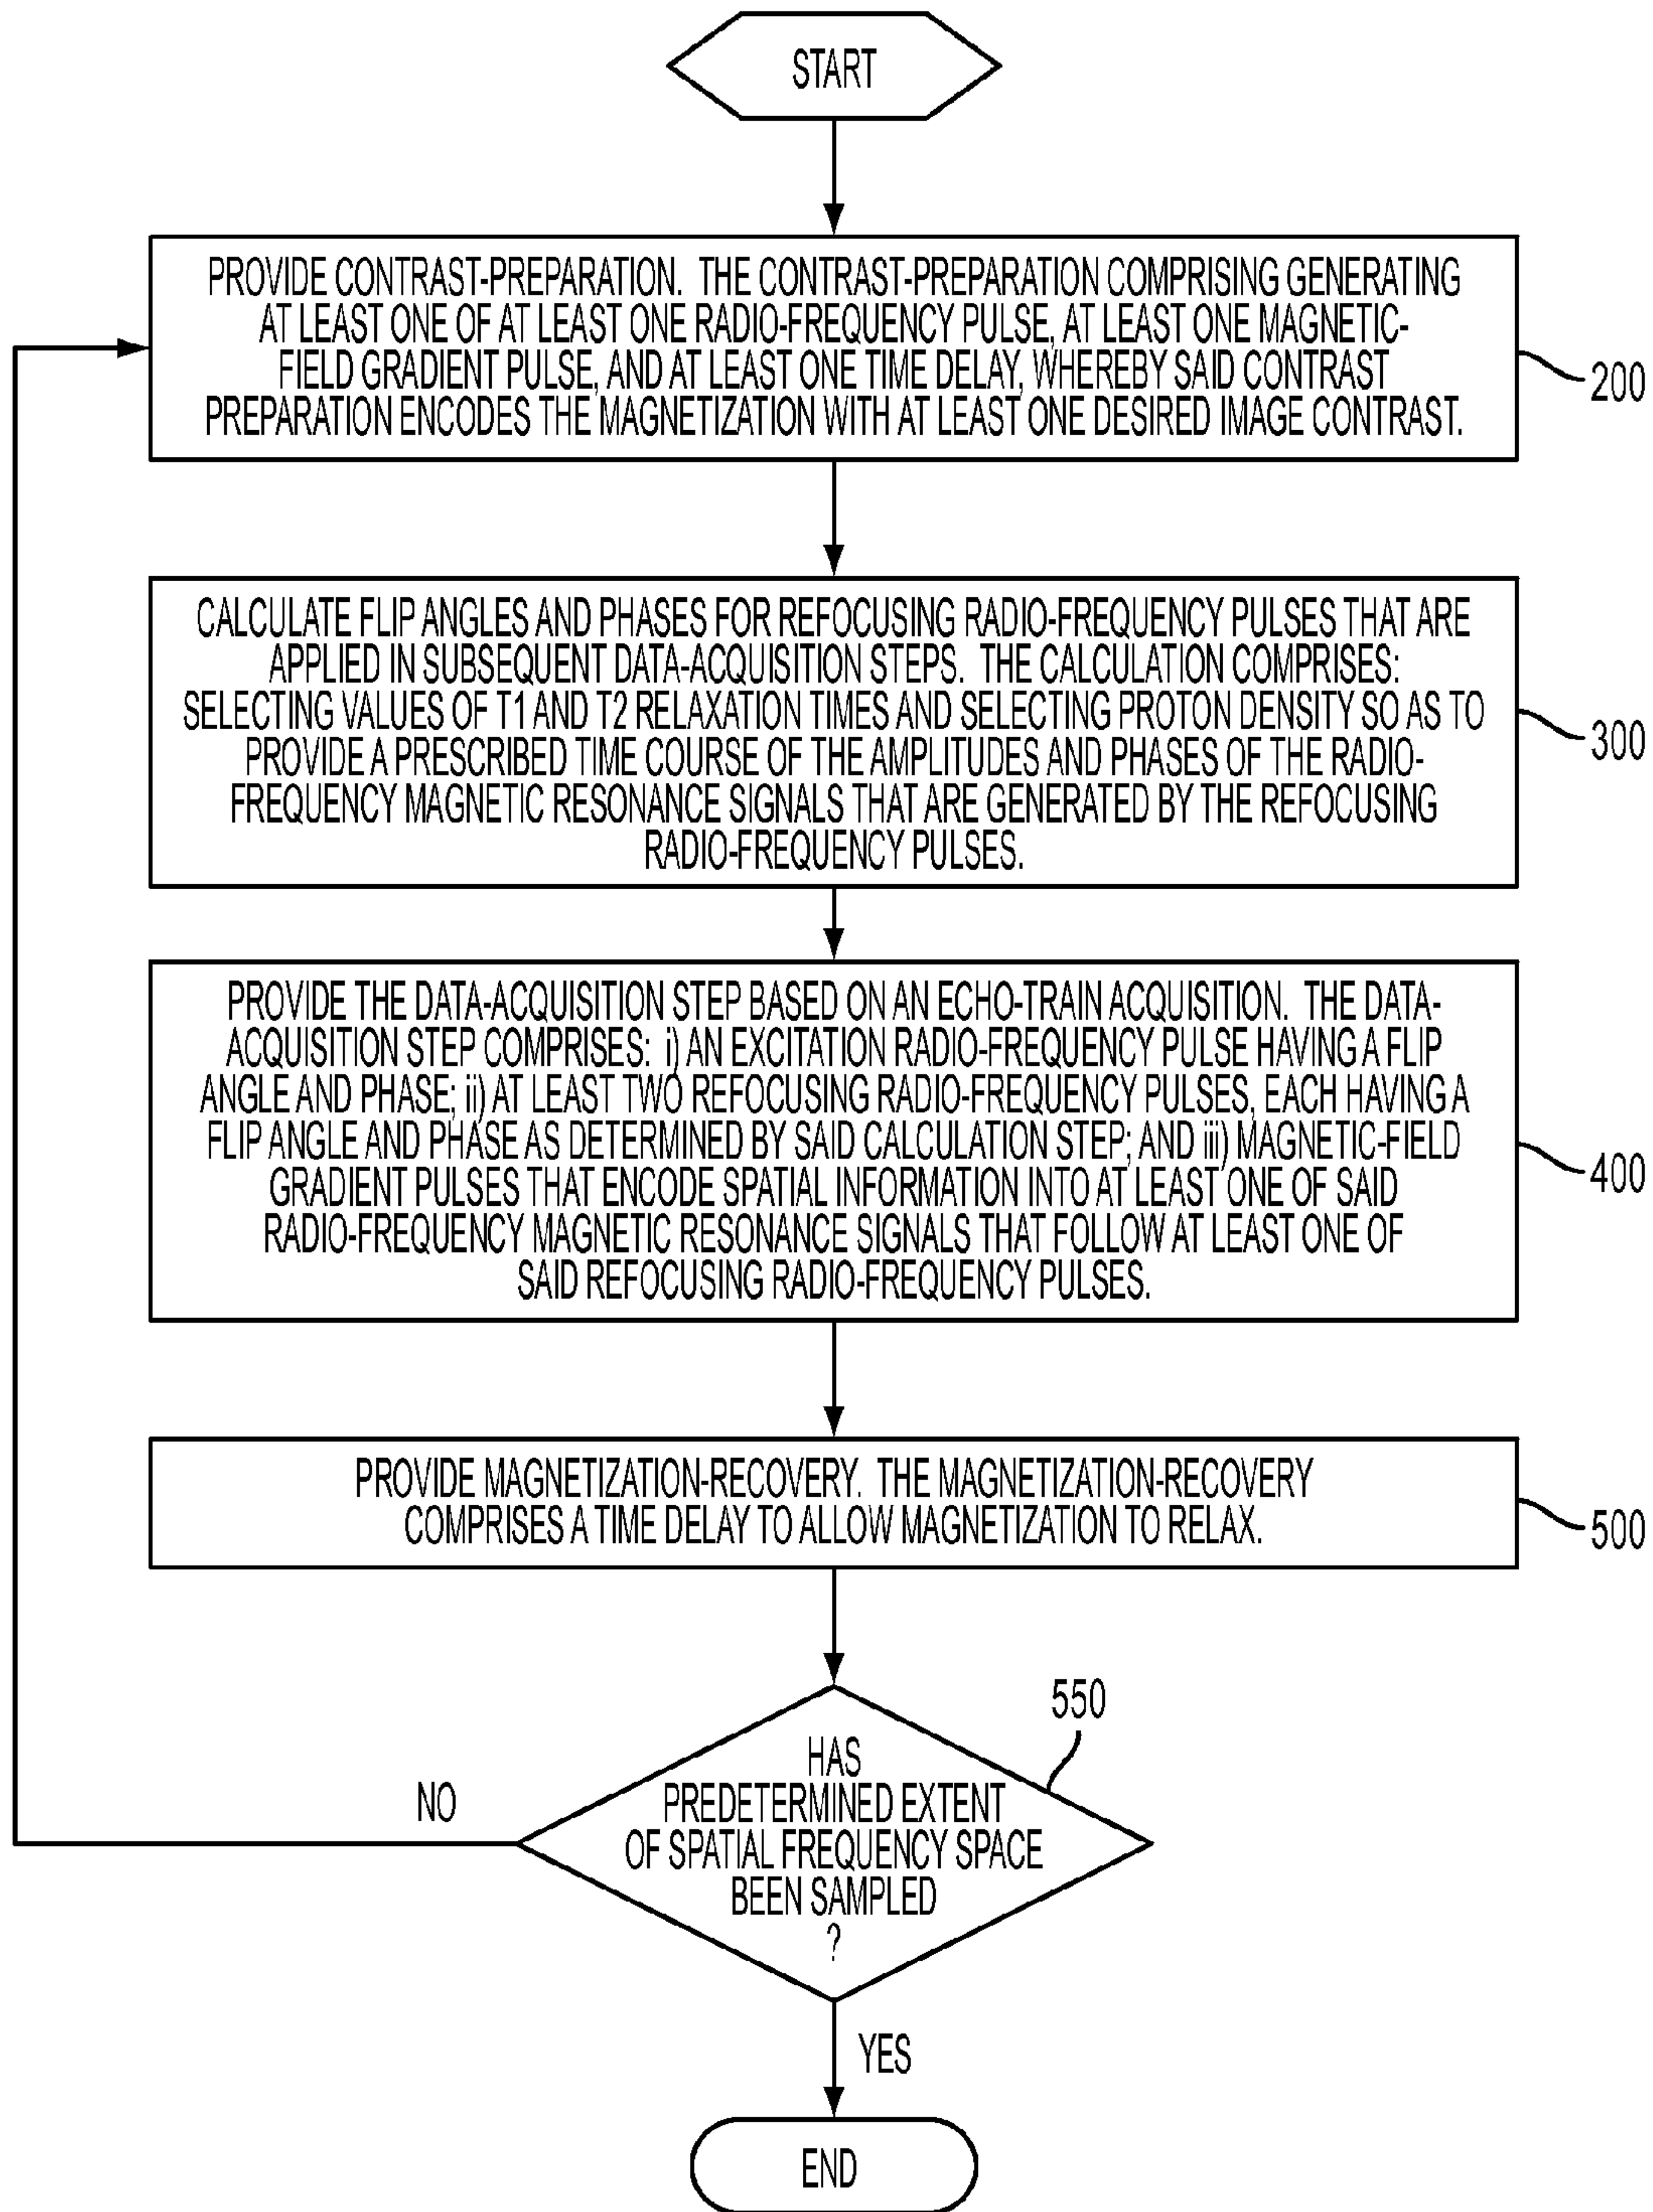 START
PROVIDE CONTRAST-PREPARATION. THE CONTRAST-PREPARATION COMPRISING GENERATING
AT LEAST ONE OF AT LEAST ONE RADIO-FREQUENCY PULSE, AT LEAST ONE MAGNETIC-
FIELD GRADIENT PULSE, AND AT LEAST ONE TIME DELAY, WHEREBY SAID CONTRAST
PREPARATION ENCODES THE MAGNETIZATION WITH AT LEAST ONE DESIRED IMAGE CONTRAST.
200
CALCULATE FLIP ANGLES AND PHASES FOR REFOCUSING RADIO-FREQUENCY PULSES THAT ARE
APPLIED IN SUBSEQUENT DATA-ACQUISITION STEPS. THE CALCULATION COMPRISES:
SELECTING VALUES OF T1 AND T2 RELAXATION TIMES AND SELECTING PROTON DENSITY SO AS TO
PROVIDE A PRESCRIBED TIME COURSE OF THE AMPLITUDES AND PHASES OF THE RADIO-
FREQUENCY MAGNETIC RESONANCE SIGNALS THAT ARE GENERATED BY THE REFOCUSING
RADIO-FREQUENCY PULSES.
300
PROVIDE THE DATA-ACQUISITION STEP BASED ON AN ECHO-TRAIN ACQUISITION. THE DATA-
ACQUISITION STEP COMPRISES: i) AN EXCITATION RADIO-FREQUENCY PULSE HAVING A FLIP
ANGLE AND PHASE; ii) AT LEAST TWO REFOCUSING RADIO-FREQUENCY PULSES, EACH HAVING A
FLIP ANGLE AND PHASE AS DETERMINED BY SAID CALCULATION STEP; AND iii) MAGNETIC-FIELD
GRADIENT PULSES THAT ENCODE SPATIAL INFORMATION INTO AT LEAST ONE OF SAID
RADIO-FREQUENCY MAGNETIC RESONANCE SIGNALS THAT FOLLOW AT LEAST ONE OF
SAID REFOCUSING RADIO-FREQUENCY PULSES.
400
PROVIDE MAGNETIZATION-RECOVERY. THE MAGNETIZATION-RECOVERY
COMPRISES A TIME DELAY TO ALLOW MAGNETIZATION TO RELAX.
500
550
HAS
PREDETERMINED EXTENT
OF SPATIAL FREQUENCY SPACE
BEEN SAMPLED
?
NO
YES
END